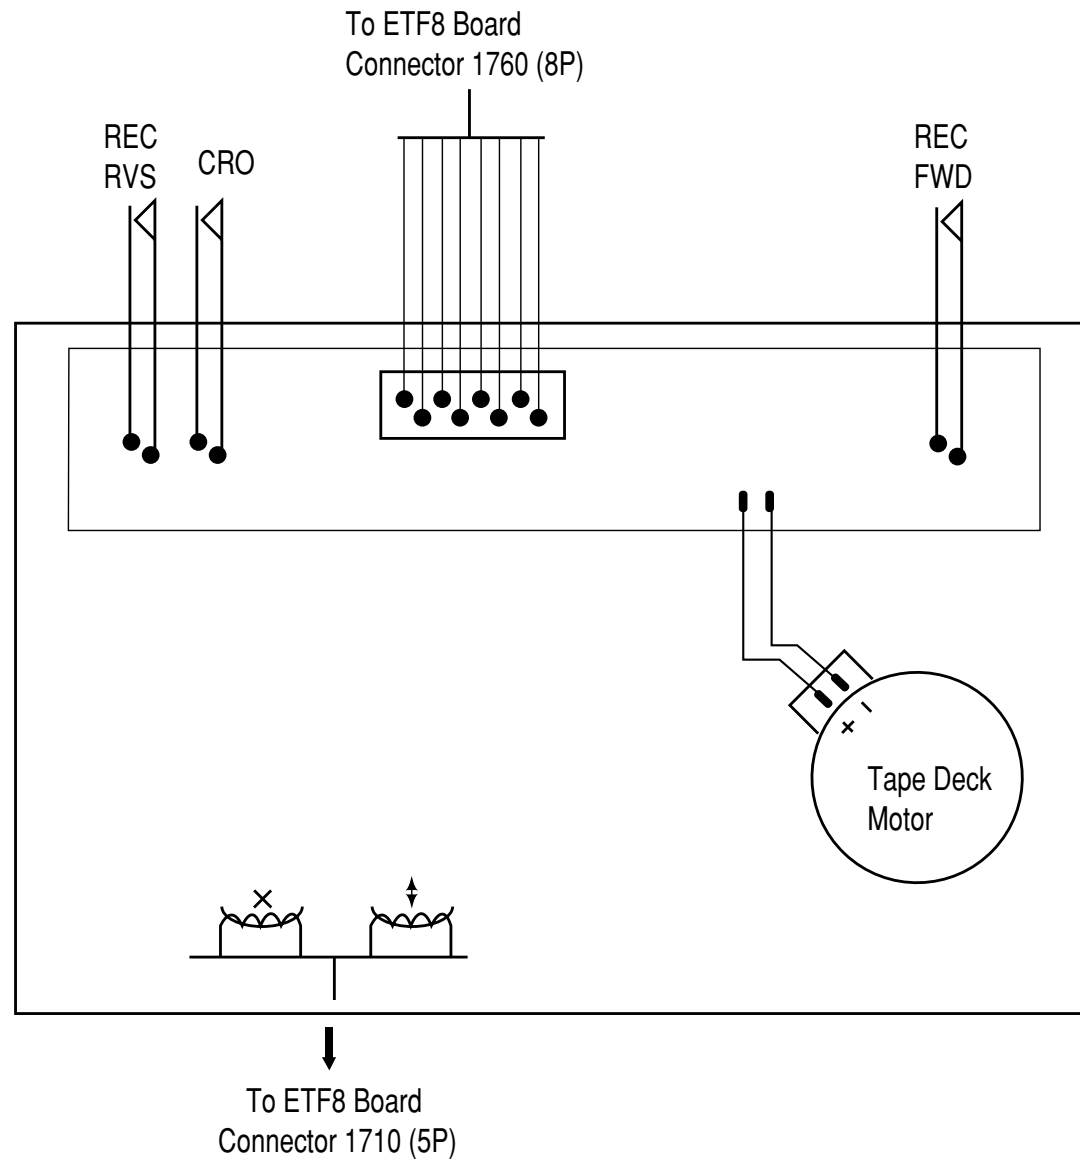 To ETF8 Board
Connector 1760 (8P)
REC
RVS
CRO
REC
FWD
+
−
Tape Deck
Motor
To ETF8 Board
Connector 1710 (5P)